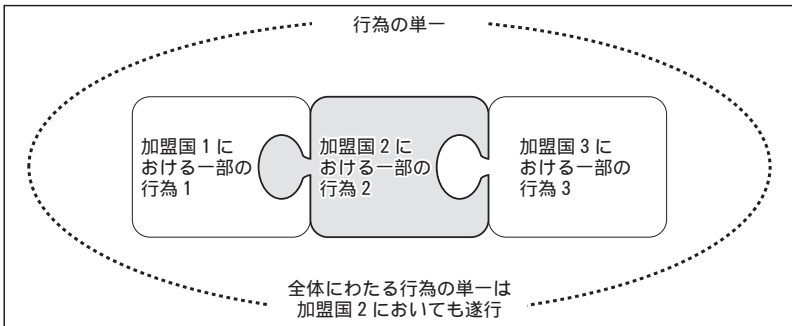 行為の単一
加盟国1に
おける一部の
行為1
加盟国2に
おける一部の
行為2
加盟国3に
おける一部の
行為3
全体にわたる行為の単一は
加盟国2においても遂行